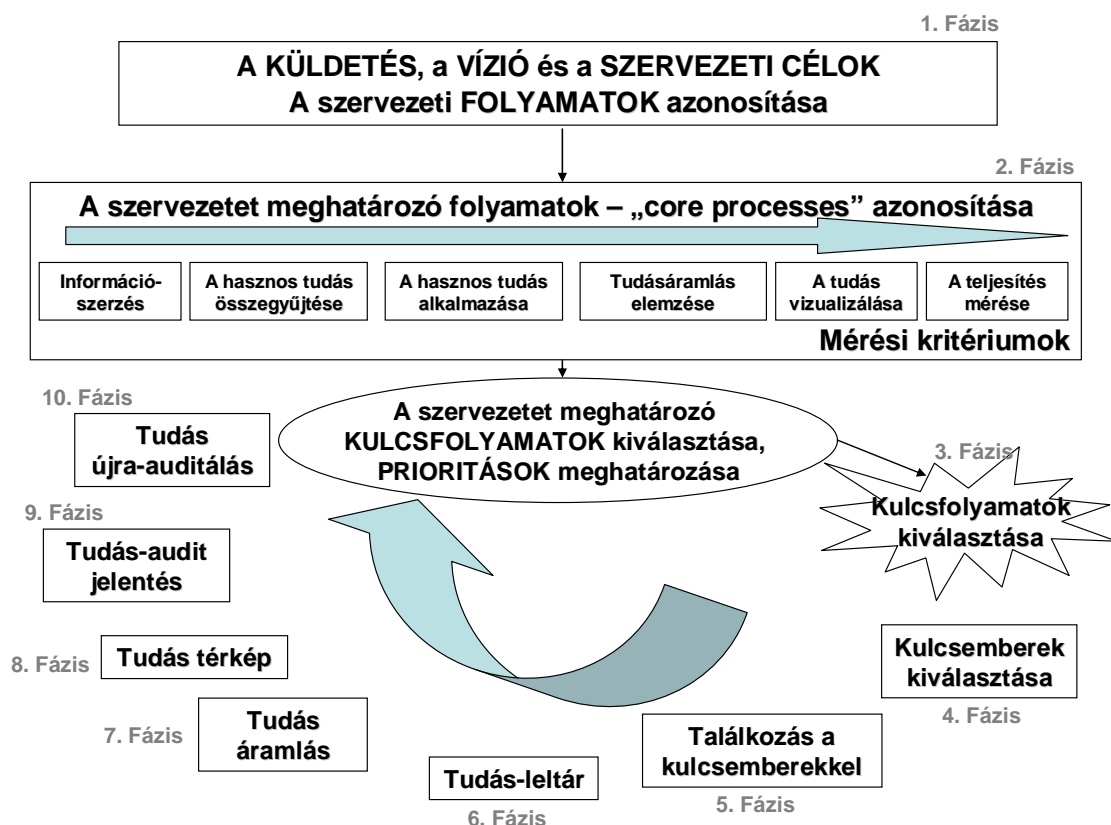 1. Fázis
A KÜLDETÉS, a VÍZIÓ és a SZERVEZETI CÉLOK
A szervezeti FOLYAMATOK azonosítása
2. Fázis
A szervezetet meghatározó folyamatok – „core processes” azonosítása
Információ-
szerzés
A hasznos tudás
összegyűjtése
A hasznos tudás
alkalmazása
Tudásáramlás
elemzése
A tudás
vizualizálása
A teljesítés
mérése
Mérési kritériumok
A szervezetet meghatározó
KULCSFOLYAMATOK kiválasztása,
PRIORITÁSOK meghatározása
3. Fázis
Kulcsfolyamatok
kiválasztása
Kulcsemberek
kiválasztása
4. Fázis
Találkozás a
kulcsemberekkel
5. Fázis
Tudás-leltár
6. Fázis
7. Fázis
Tudás
áramlás
8. Fázis
Tudás térkép
9. Fázis
Tudás-audit
jelentés
10. Fázis
Tudás
újra-auditálás